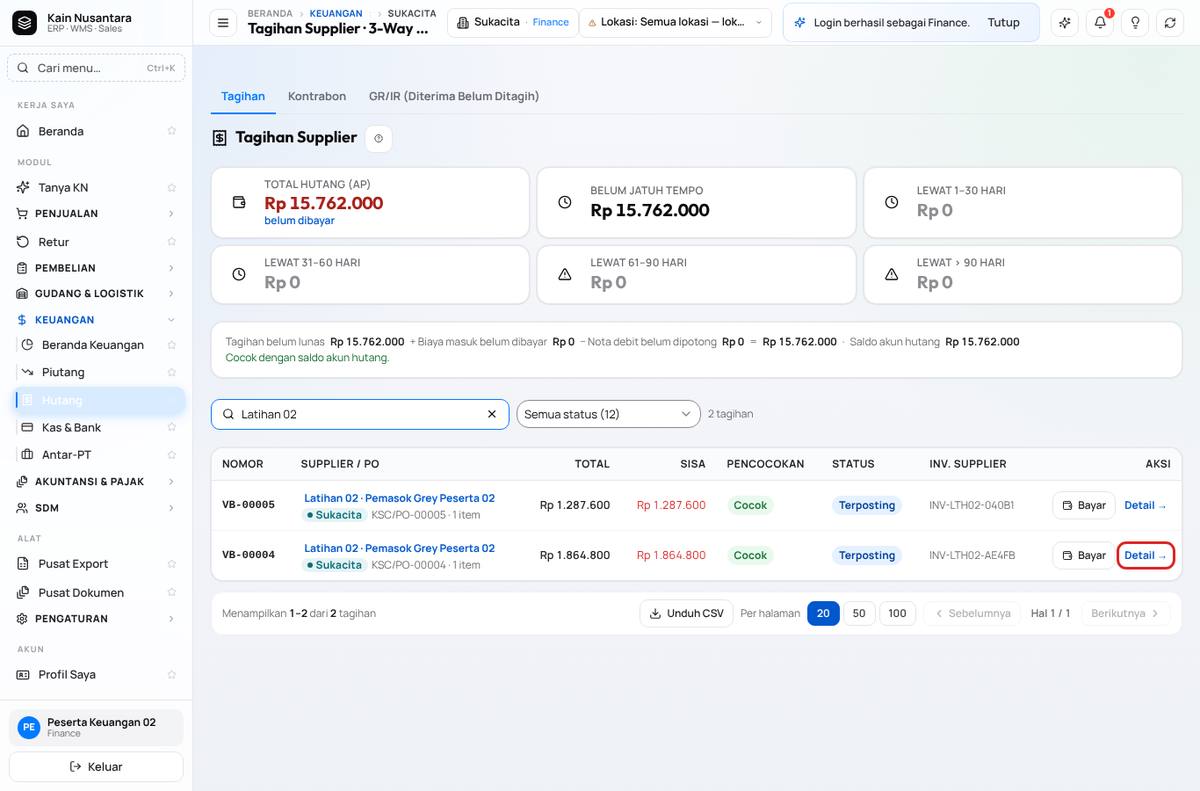 Kain Nusantara
ERP · WMS · Sales
Cari menu... Ctrl+K
KERJA SAYA
Beranda
MODUL
Tanya KN
PENJUALAN
Retur
PEMBELIAN
GUDANG & LOGISTIK
KEUANGAN
Beranda Keuangan
Piutang
Hutang
Kas & Bank
Antar-PT
AKUNTANSI & PAJAK
SDM
ALAT
Pusat Export
Pusat Dokumen
PENGATURAN
AKUN
Profil Saya
PE Peserta Keuangan 02
Finance
Keluar
BERANDA › KEUANGAN › SUKACITA
Tagihan Supplier · 3-Way ...
Sukacita · Finance
Lokasi: Semua lokasi — lok...
Login berhasil sebagai Finance. Tutup
1
Tagihan Kontrabon GR/IR (Diterima Belum Ditagih)
Tagihan Supplier
TOTAL HUTANG (AP)
Rp 15.762.000
belum dibayar
BELUM JATUH TEMPO
Rp 15.762.000
LEWAT 1–30 HARI
Rp 0
LEWAT 31–60 HARI
Rp 0
LEWAT 61–90 HARI
Rp 0
LEWAT > 90 HARI
Rp 0
Tagihan belum lunas Rp 15.762.000 + Biaya masuk belum dibayar Rp 0 − Nota debit belum dipotong Rp 0 = Rp 15.762.000 · Saldo akun hutang Rp 15.762.000
Cocok dengan saldo akun hutang.
Latihan 02 Semua status (12) 2 tagihan
NOMOR SUPPLIER / PO TOTAL SISA PENCOCOKAN STATUS INV. SUPPLIER AKSI
VB-00005 Latihan 02 · Pemasok Grey Peserta 02 Rp 1.287.600 Rp 1.287.600 Cocok Terposting INV-LTH02-040B1 Bayar Detail →
Sukacita KSC/PO-00005 · 1 item
VB-00004 Latihan 02 · Pemasok Grey Peserta 02 Rp 1.864.800 Rp 1.864.800 Cocok Terposting INV-LTH02-AE4FB Bayar Detail →
Sukacita KSC/PO-00004 · 1 item
Menampilkan 1–2 dari 2 tagihan Unduh CSV Per halaman 20 50 100 Sebelumnya Hal 1 / 1 Berikutnya